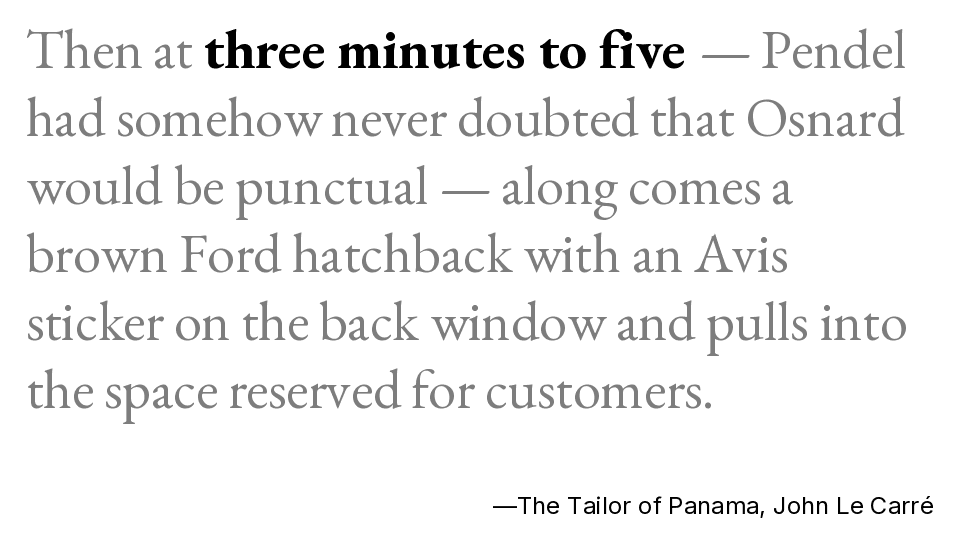 Then at three minutes to five — Pendel
had somehow never doubted that Osnard
would be punctual — along comes a
brown Ford hatchback with an Avis
sticker on the back window and pulls into
the space reserved for customers.
—The Tailor of Panama, John Le Carré